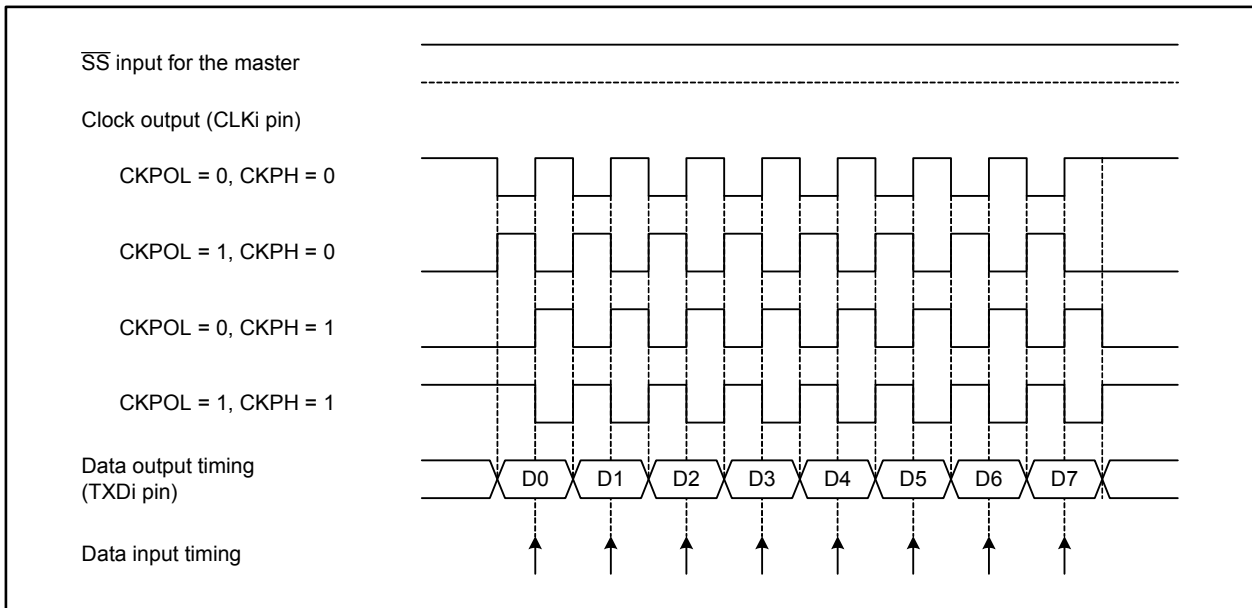 SS input for the master
Clock output (CLKi pin)
CKPOL = 0, CKPH = 0
CKPOL = 1, CKPH = 0
CKPOL = 0, CKPH = 1
CKPOL = 1, CKPH = 1
Data output timing
(TXDi pin)
D0 D1 D2 D3 D4 D5 D6 D7
Data input timing